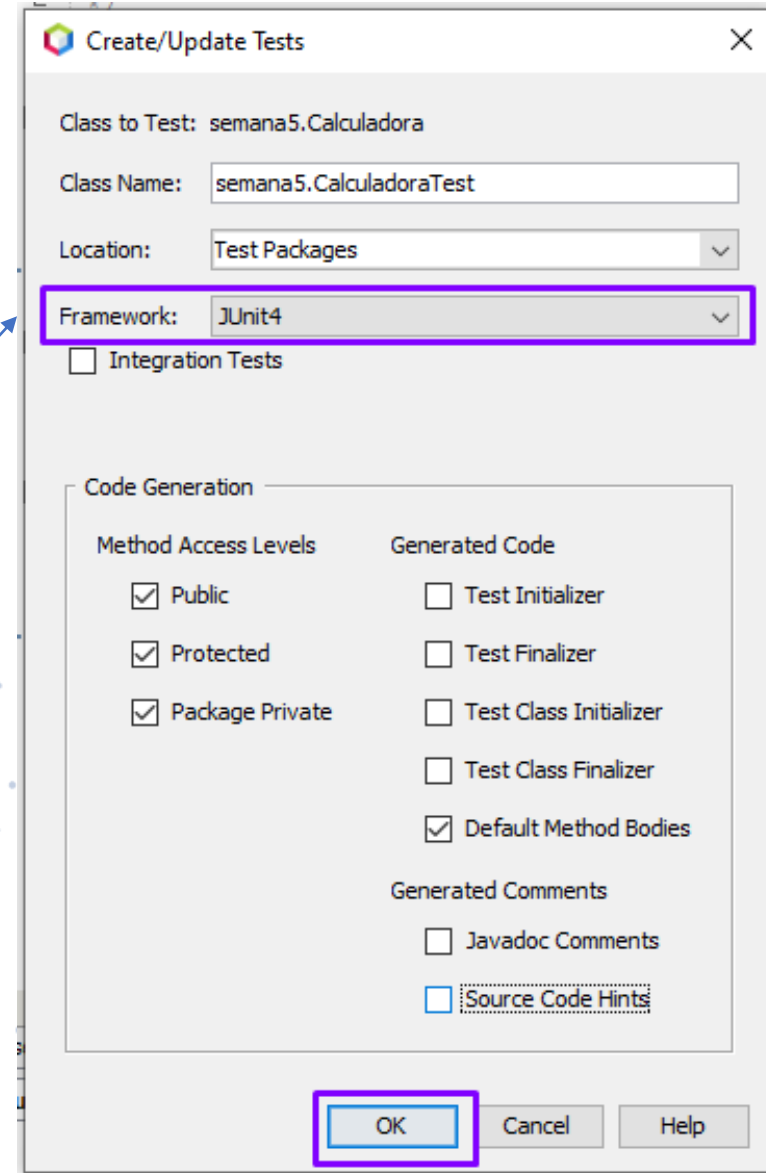 Create/Update Tests
Class to Test: semana5.Calculadora
Class Name: semana5.CalculadoraTest
Location: Test Packages
Framework: JUnit4
Integration Tests
Code Generation
Method Access Levels
Generated Code
Public
Test Initializer
Protected
Test Finalizer
Package Private
Test Class Initializer
Test Class Finalizer
Default Method Bodies
Generated Comments
Javadoc Comments
Source Code Hints
OK
Cancel
Help